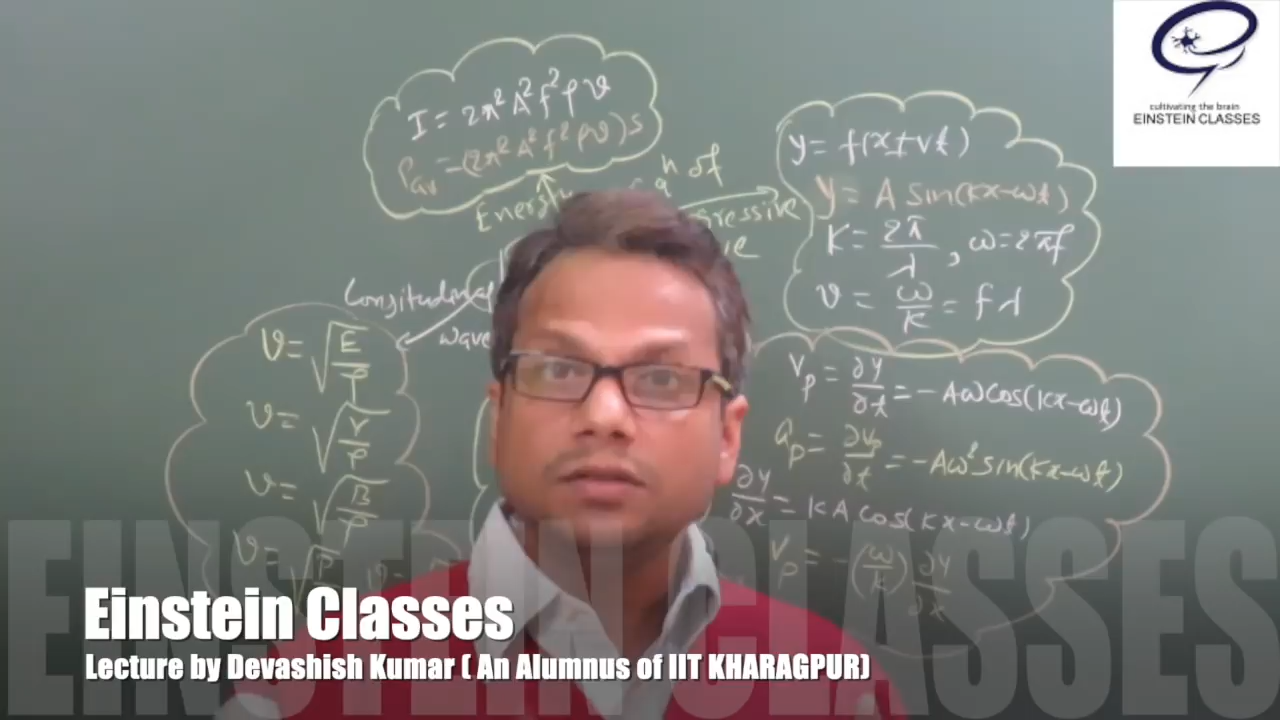 cultivating the brain
EINSTEIN CLASSES
I = 2π²A²f²ρv
Pav = (2π²A²f²ρv)s
Energy
eqⁿ of
progressive
y = f(x±vt)
y = A sin(kx-ωt)
K = 2π/λ, ω=2πf
v = ω/K = fλ
Longitudinal
wave
v = √(E/ρ)
v = √(γ/ρ)
v = √(B/ρ)
v = √
Vp = ∂y/∂t = -Aω cos(kx-ωt)
ap = ∂vp/∂t = -Aω² sin(kx-ωt)
∂y/∂x = KA cos(kx-ωt)
Vp = -(ω/k) ∂y/∂x
EINSTEIN CLASSES
Einstein Classes
Lecture by Devashish Kumar ( An Alumnus of IIT KHARAGPUR)